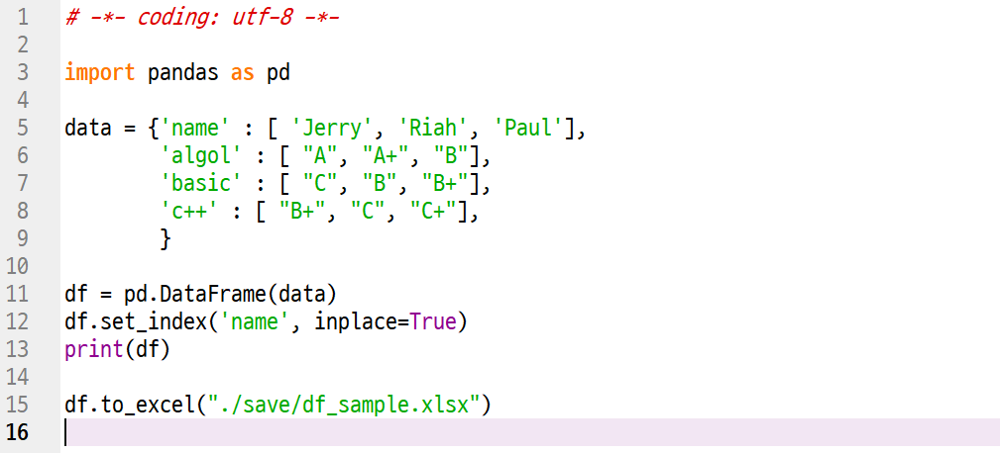 1 # -*- coding: utf-8 -*-
2
3 import pandas as pd
4
5 data = {'name' : [ 'Jerry', 'Riah', 'Paul'],
6         'algol' : [ "A", "A+", "B"],
7         'basic' : [ "C", "B", "B+"],
8         'c++' : [ "B+", "C", "C+"],
9         }
10
11 df = pd.DataFrame(data)
12 df.set_index('name', inplace=True)
13 print(df)
14
15 df.to_excel("./save/df_sample.xlsx")
16